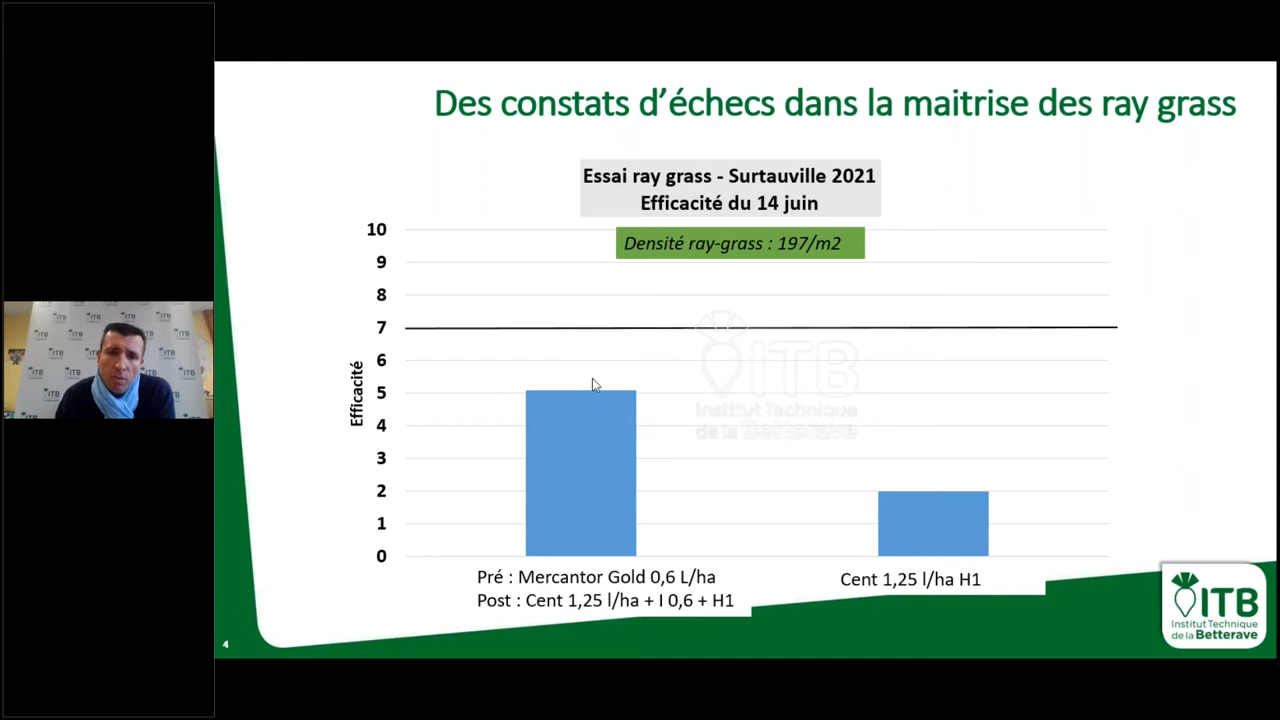 Des constats d'échecs dans la maitrise des ray grass
Essai ray grass - Surtauville 2021
Efficacité du 14 juin
Densité ray-grass : 197/m2
10
9
8
7
6
5
4
3
2
1
0
Efficacité
ITB
Institut Technique
de la Betterave
Pré : Mercantor Gold 0,6 L/ha
Post : Cent 1,25 l/ha + I 0,6 + H1
Cent 1,25 l/ha H1
4
ITB
Institut Technique
de la Betterave